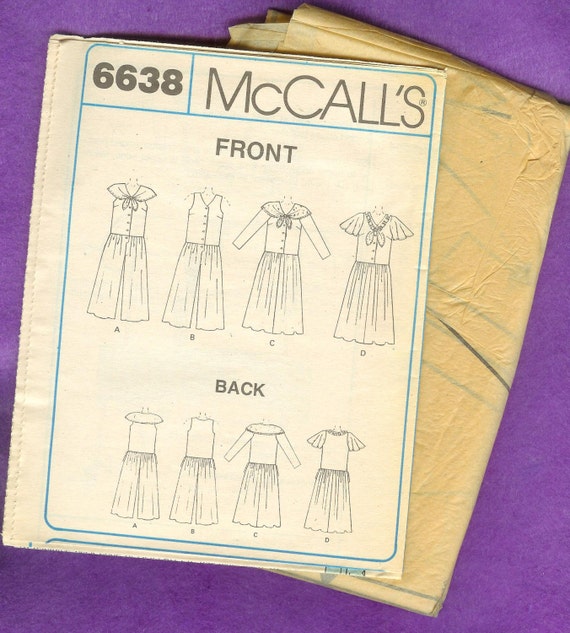 6638 McCALL'S®
FRONT
A B C D
BACK
A B C D